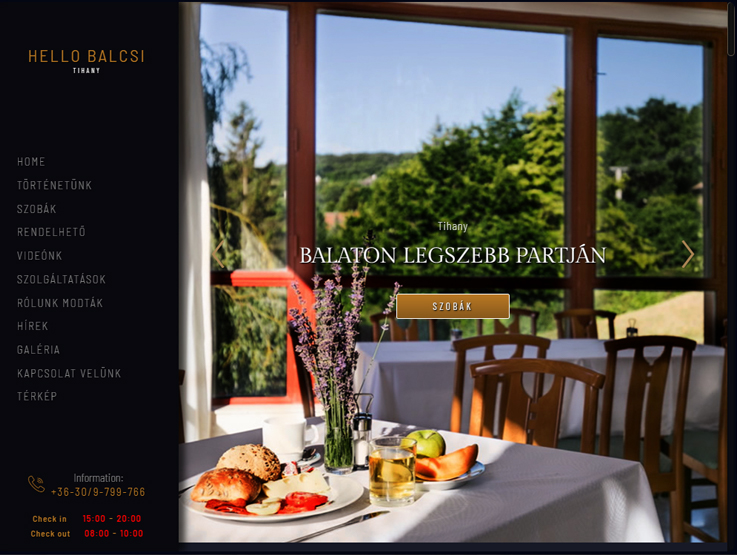 HELLO BALCSI
TIHANY
HOME
TÖRTÉNETÜNK
SZOBÁK
RENDELHETŐ
VIDEÓNK
SZOLGÁLTATÁSOK
RÓLUNK MODTÁK
HÍREK
GALÉRIA
KAPCSOLAT VELÜNK
TÉRKÉP
Information:
+36-30/9-799-766
Check in 15:00 - 20:00
Check out 08:00 - 10:00
Tihany
BALATON LEGSZEBB PARTJÁN
SZOBÁK